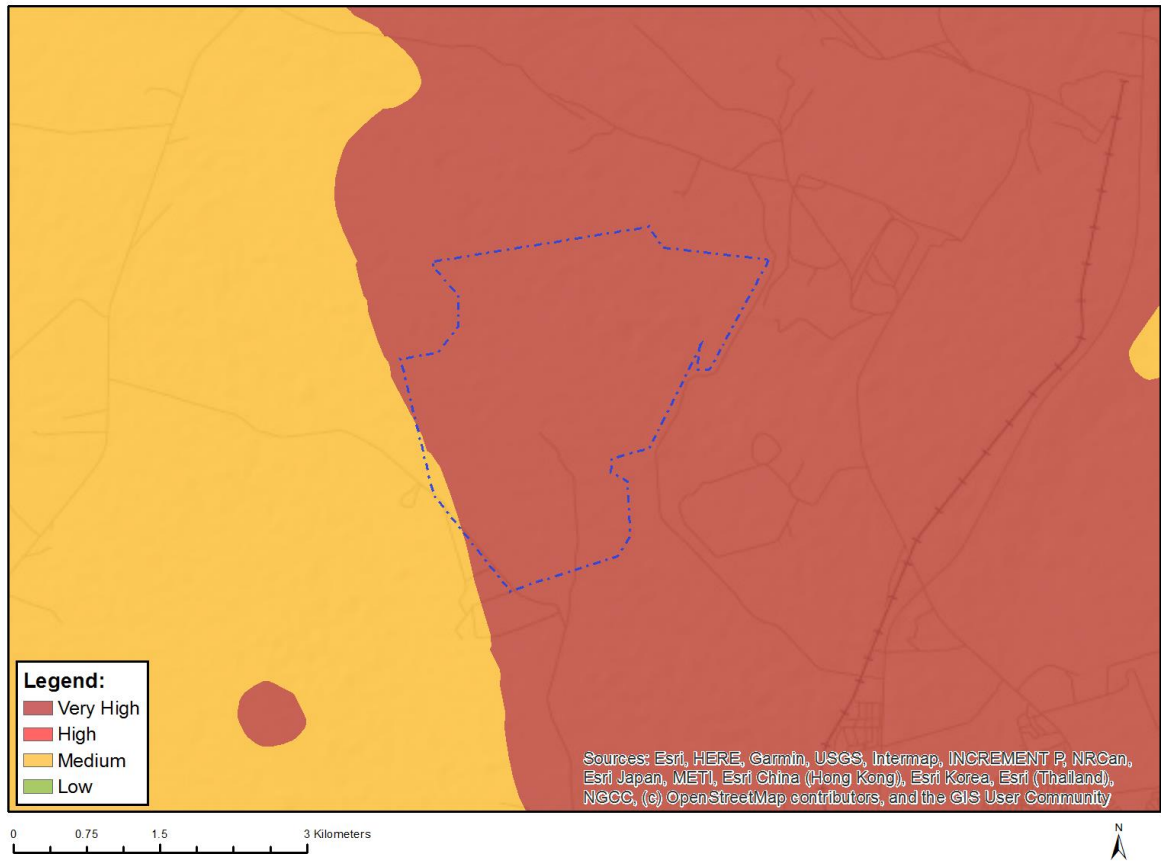 Legend:
Very High
High
Medium
Low
Sources: Esri, HERE, Garmin, USGS, Intermap, INCREMENT P, NRCan,
Esri Japan, METI, Esri China (Hong Kong), Esri Korea, Esri (Thailand),
NGCC, (c) OpenStreetMap contributors, and the GIS User Community
0 0.75 1.5 3 Kilometers
N